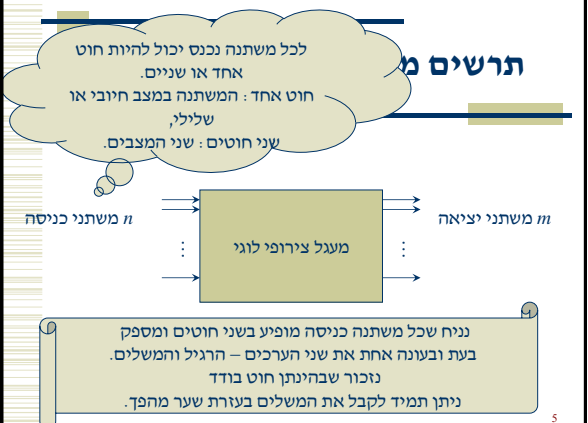 תרשים מ
לכל משתנה נכנס יכול להיות חוט
אחד או שניים.
חוט אחד : המשתנה במצב חיובי או
שלילי,
שני חוטים : שני המצבים.
n משתני כניסה
מעגל צירופי לוגי
m משתני יציאה
נניח שכל משתנה כניסה מופיע בשני חוטים ומספק
בעת ובעונה אחת את שני הערכים – הרגיל והמשלים.
נזכור שבהינתן חוט בודד
ניתן תמיד לקבל את המשלים בעזרת שער מהפך.
5